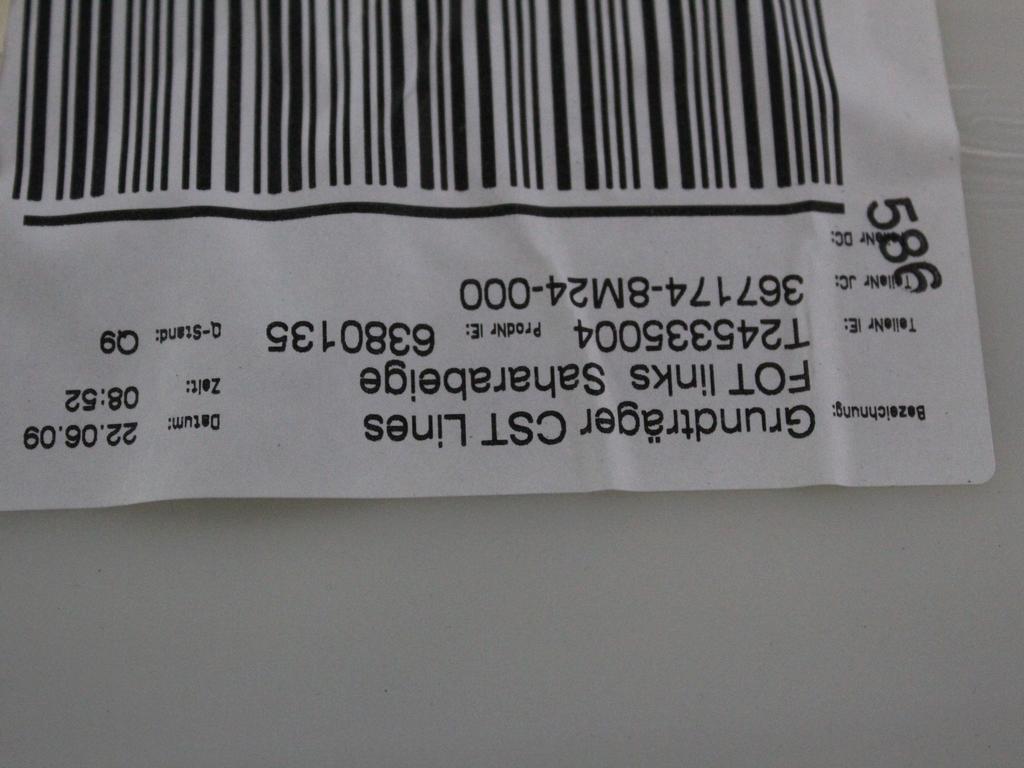 Bezeichnung: Grundträger CST Lines Datum: 22.06.09
FOT links Saharabeige Zeit: 08:52
TeileNr IE: T245335004 ProdNr IE: 6380135 Q-Stand: Q9
TeileNr JC: 367174-8M24-000
TeileNr DC:
586